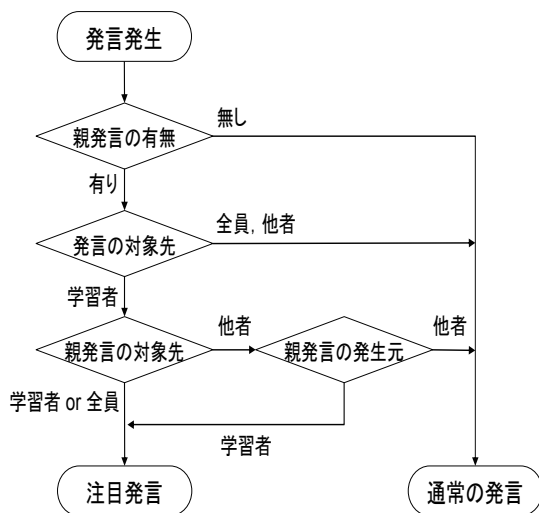 発言発生
無し
親発言の有無
有り
全員, 他者
発言の対象先
学習者
他者
他者
親発言の対象先
親発言の発生元
学習者 or 全員
学習者
注目発言
通常の発言